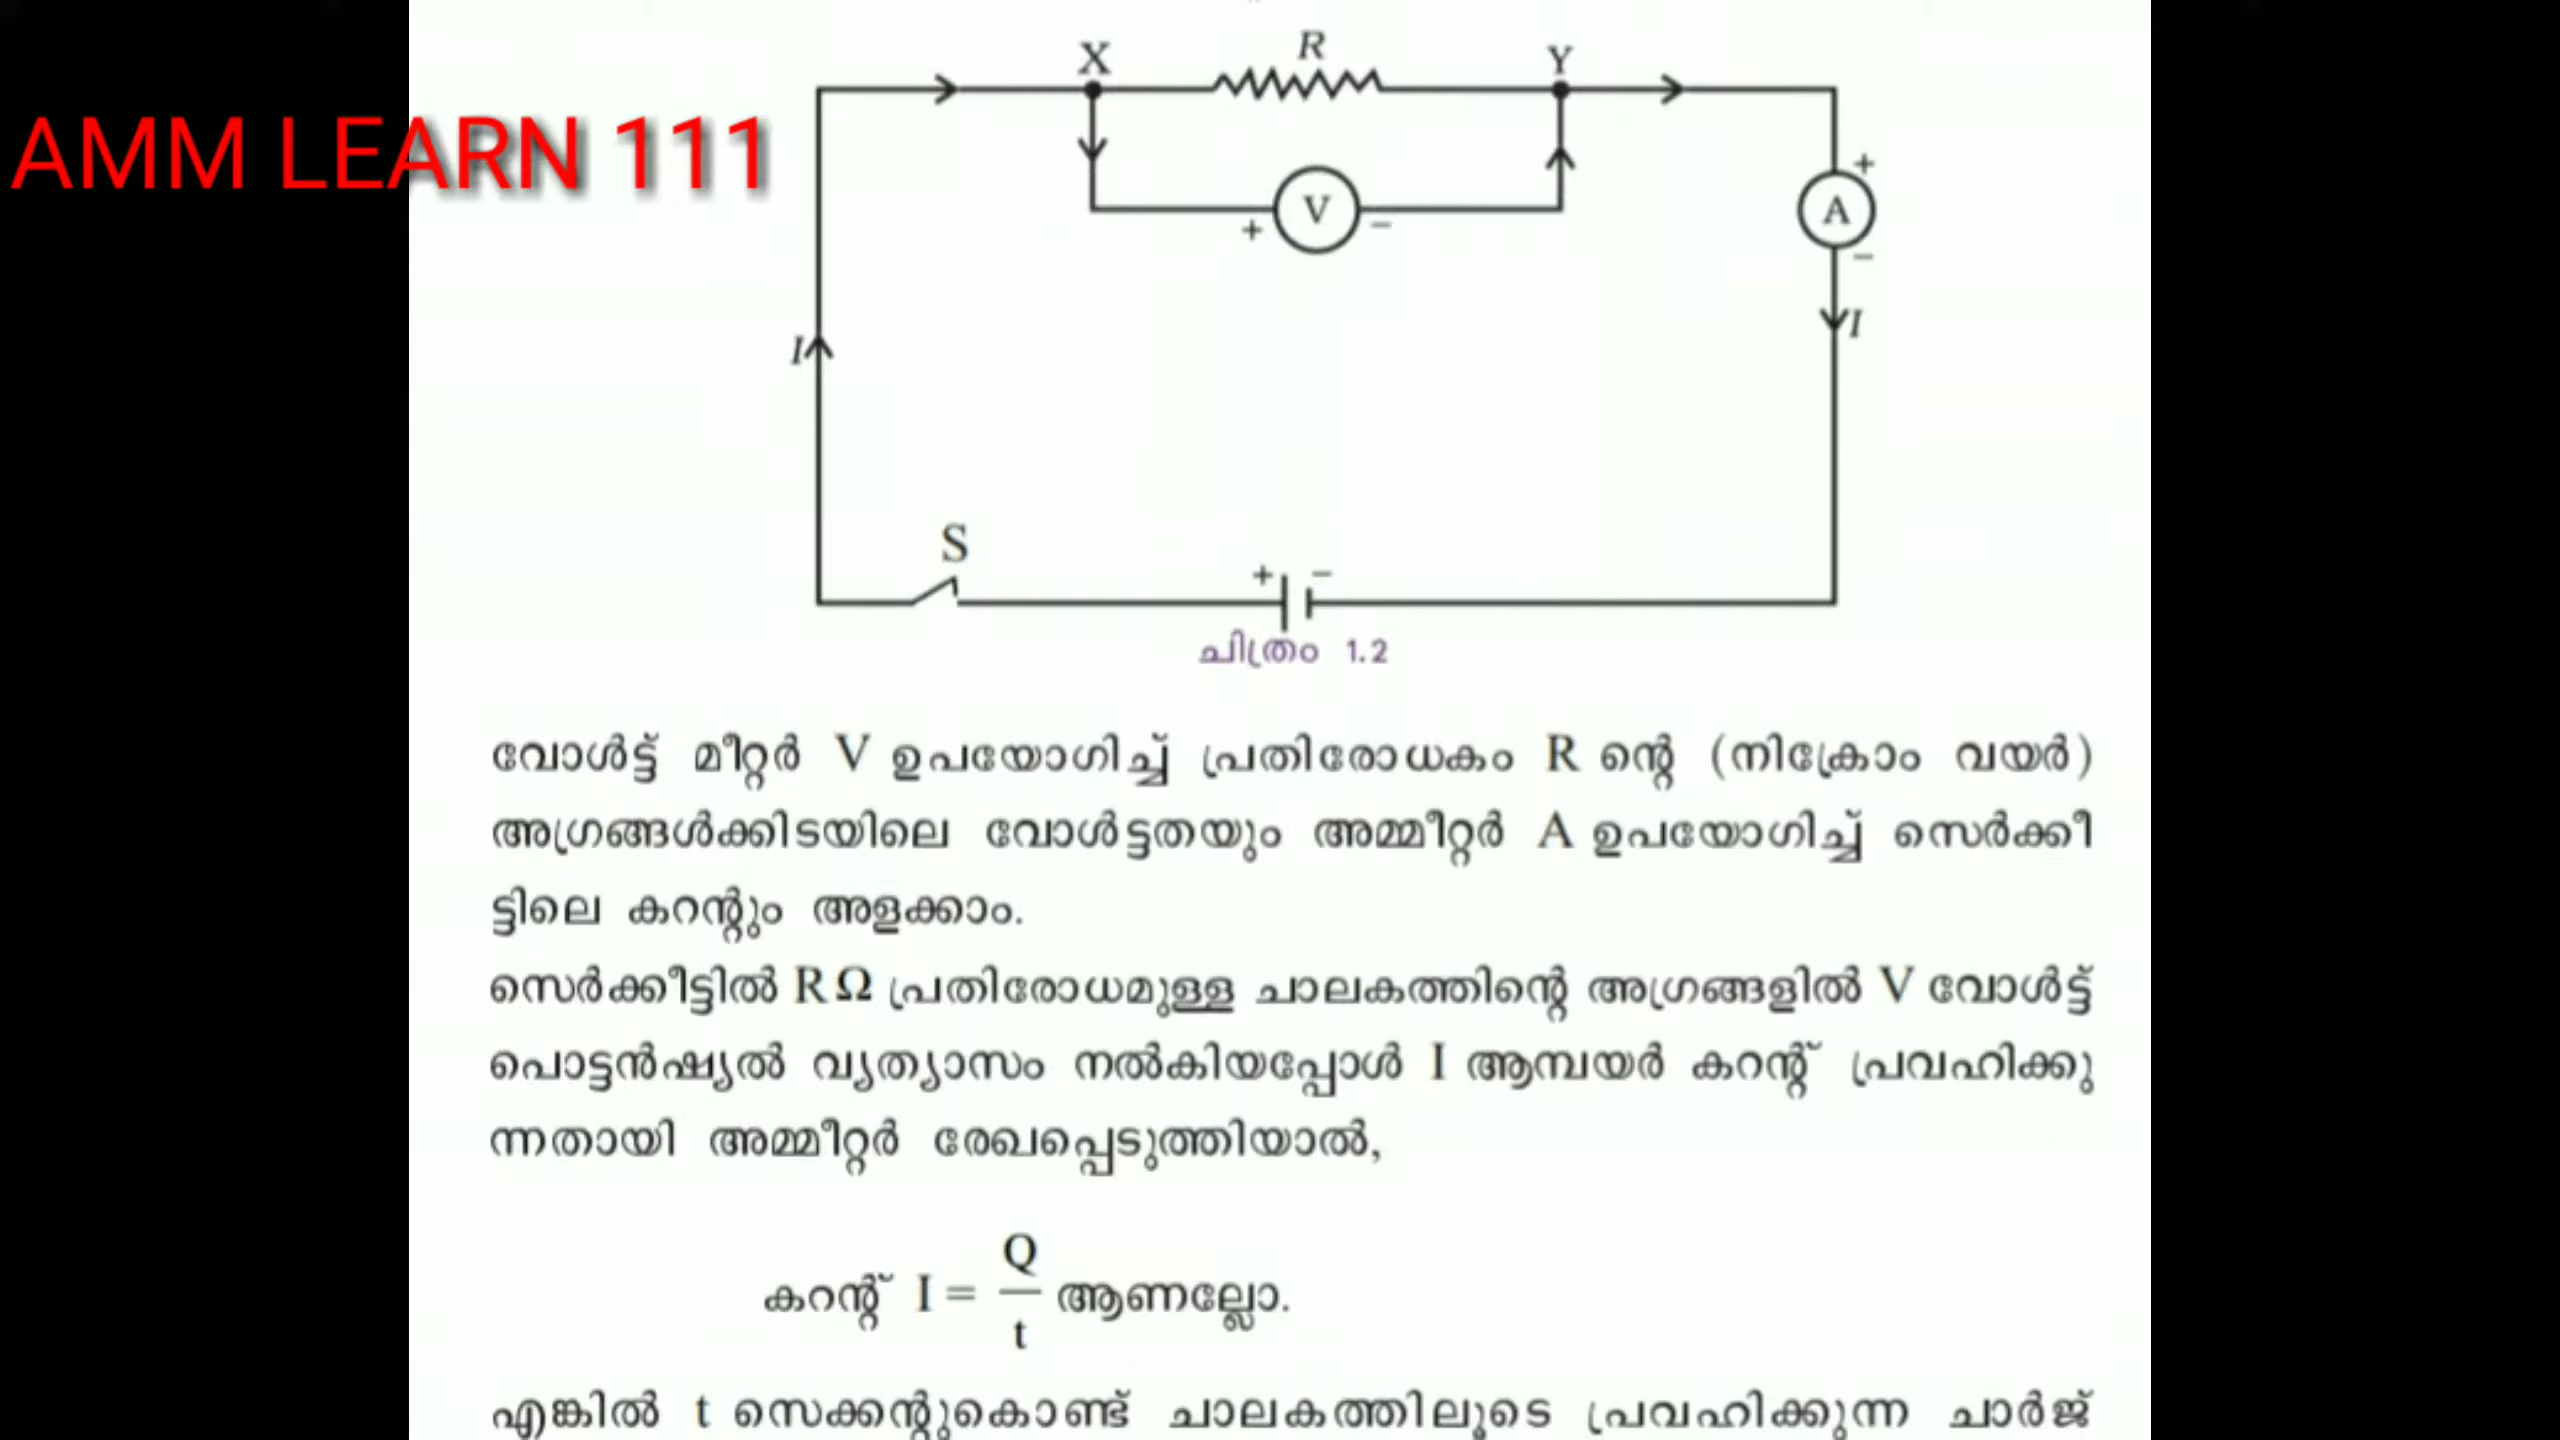 X
R
Y
AMM LEARN 111
+
V
+
−
A
−
I
I
S
+ −
ചിത്രം 1.2
വോൾട്ട് മീറ്റർ V ഉപയോഗിച്ച് പ്രതിരോധകം R ന്റെ (നിക്രോം വയർ)
അഗ്രങ്ങൾക്കിടയിലെ വോൾട്ടതയും അമ്മീറ്റർ A ഉപയോഗിച്ച് സെർക്കീ
ട്ടിലെ കറന്റും അളക്കാം.
സെർക്കീട്ടിൽ R Ω പ്രതിരോധമുള്ള ചാലകത്തിന്റെ അഗ്രങ്ങളിൽ V വോൾട്ട്
പൊട്ടൻഷ്യൽ വ്യത്യാസം നൽകിയപ്പോൾ I ആമ്പയർ കറന്റ് പ്രവഹിക്കു
ന്നതായി അമ്മീറ്റർ രേഖപ്പെടുത്തിയാൽ,
കറന്റ് I = Q/t ആണല്ലോ.
എങ്കിൽ t സെക്കന്റുകൊണ്ട് ചാലകത്തിലൂടെ പ്രവഹിക്കുന്ന ചാർജ്